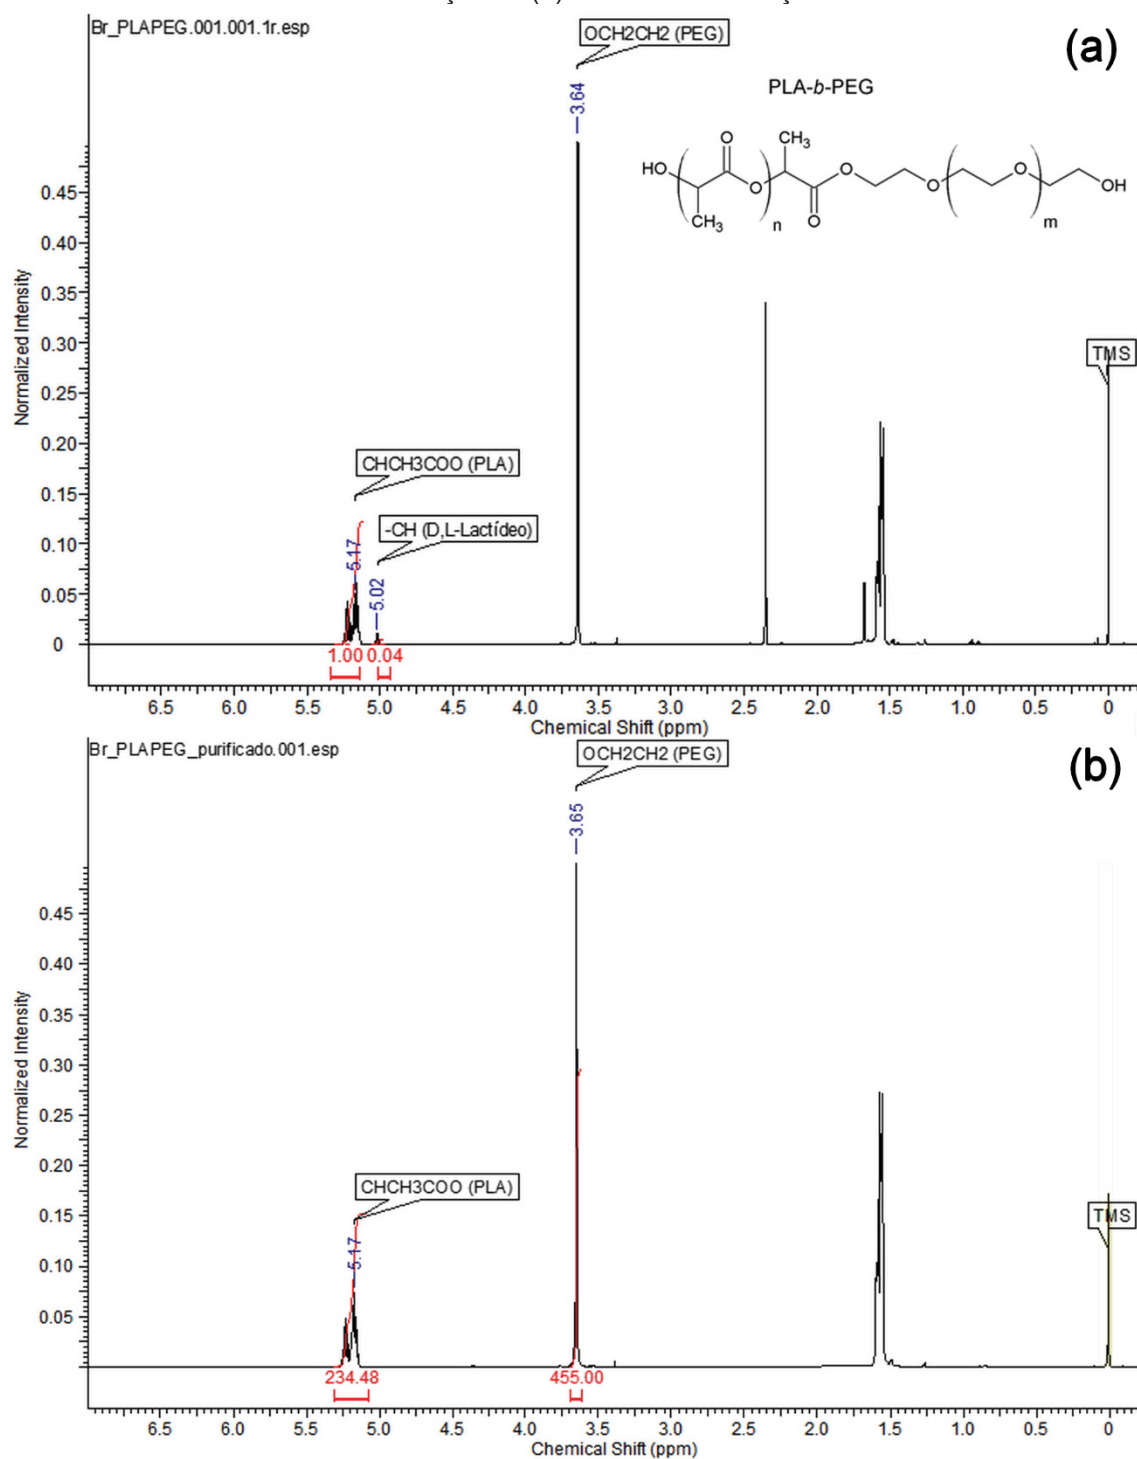 Br_PLAPEG.001.001.1r.esp
OCH2CH2 (PEG)
(a)
3.64
PLA-b-PEG
HO
O
CH3
O
CH3
n
O
O
O
O
m
OH
Normalized Intensity
0.45
0.40
0.35
0.30
0.25
0.20
0.15
0.10
0.05
0
TMS
CHCH3COO (PLA)
-CH (D,L-Lactídeo)
5.17
5.02
1.00 0.04
6.5 6.0 5.5 5.0 4.5 4.0 3.5 3.0 2.5 2.0 1.5 1.0 0.5 0
Chemical Shift (ppm)
Br_PLAPEG_purificado.001.esp
OCH2CH2 (PEG)
(b)
3.65
Normalized Intensity
0.45
0.40
0.35
0.30
0.25
0.20
0.15
0.10
0.05
CHCH3COO (PLA)
TMS
5.17
234.48 455.00
6.5 6.0 5.5 5.0 4.5 4.0 3.5 3.0 2.5 2.0 1.5 1.0 0.5 0
Chemical Shift (ppm)